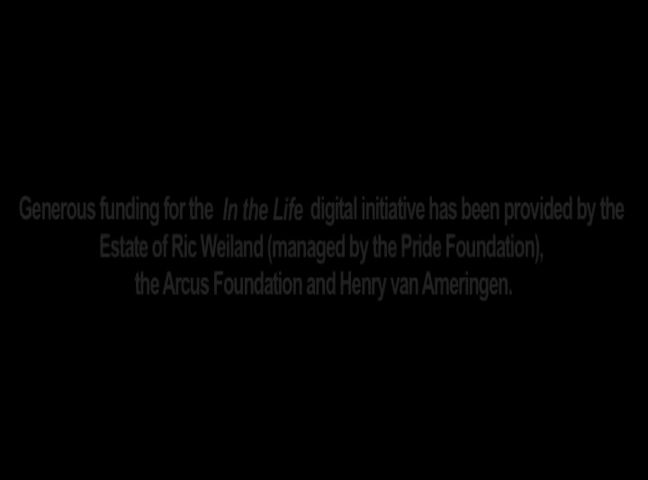 Generous funding for the In the Life digital initiative has been provided by the
Estate of Ric Weiland (managed by the Pride Foundation),
the Arcus Foundation and Henry van Ameringen.